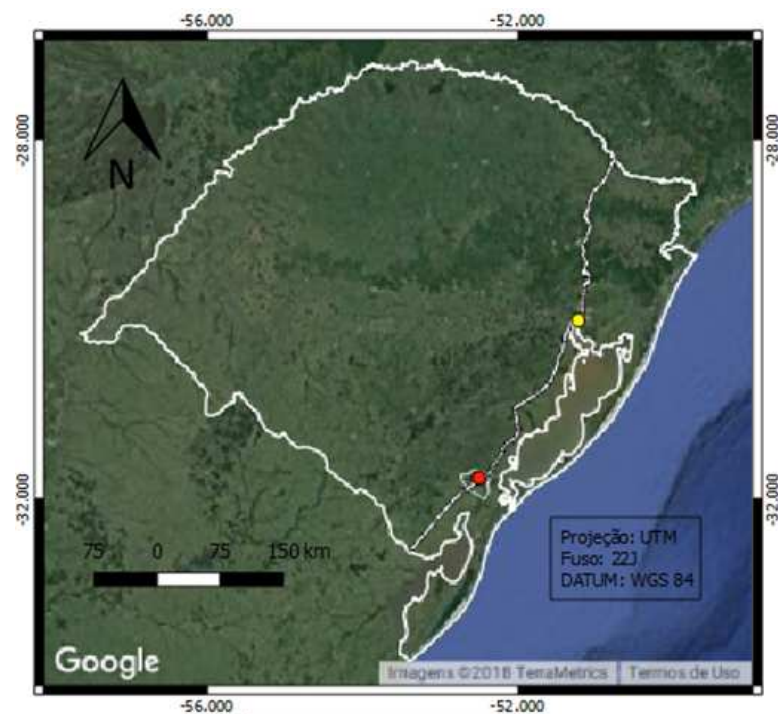 -56.000 -52.000
-28.000 -28.000
N
-32.000 -32.000
75 0 75 150 km
Projeção: UTM
Fuso: 22J
DATUM: WGS 84
Google
Imagens ©2018 TerraMetrics Termos de Uso
-56.000 -52.000